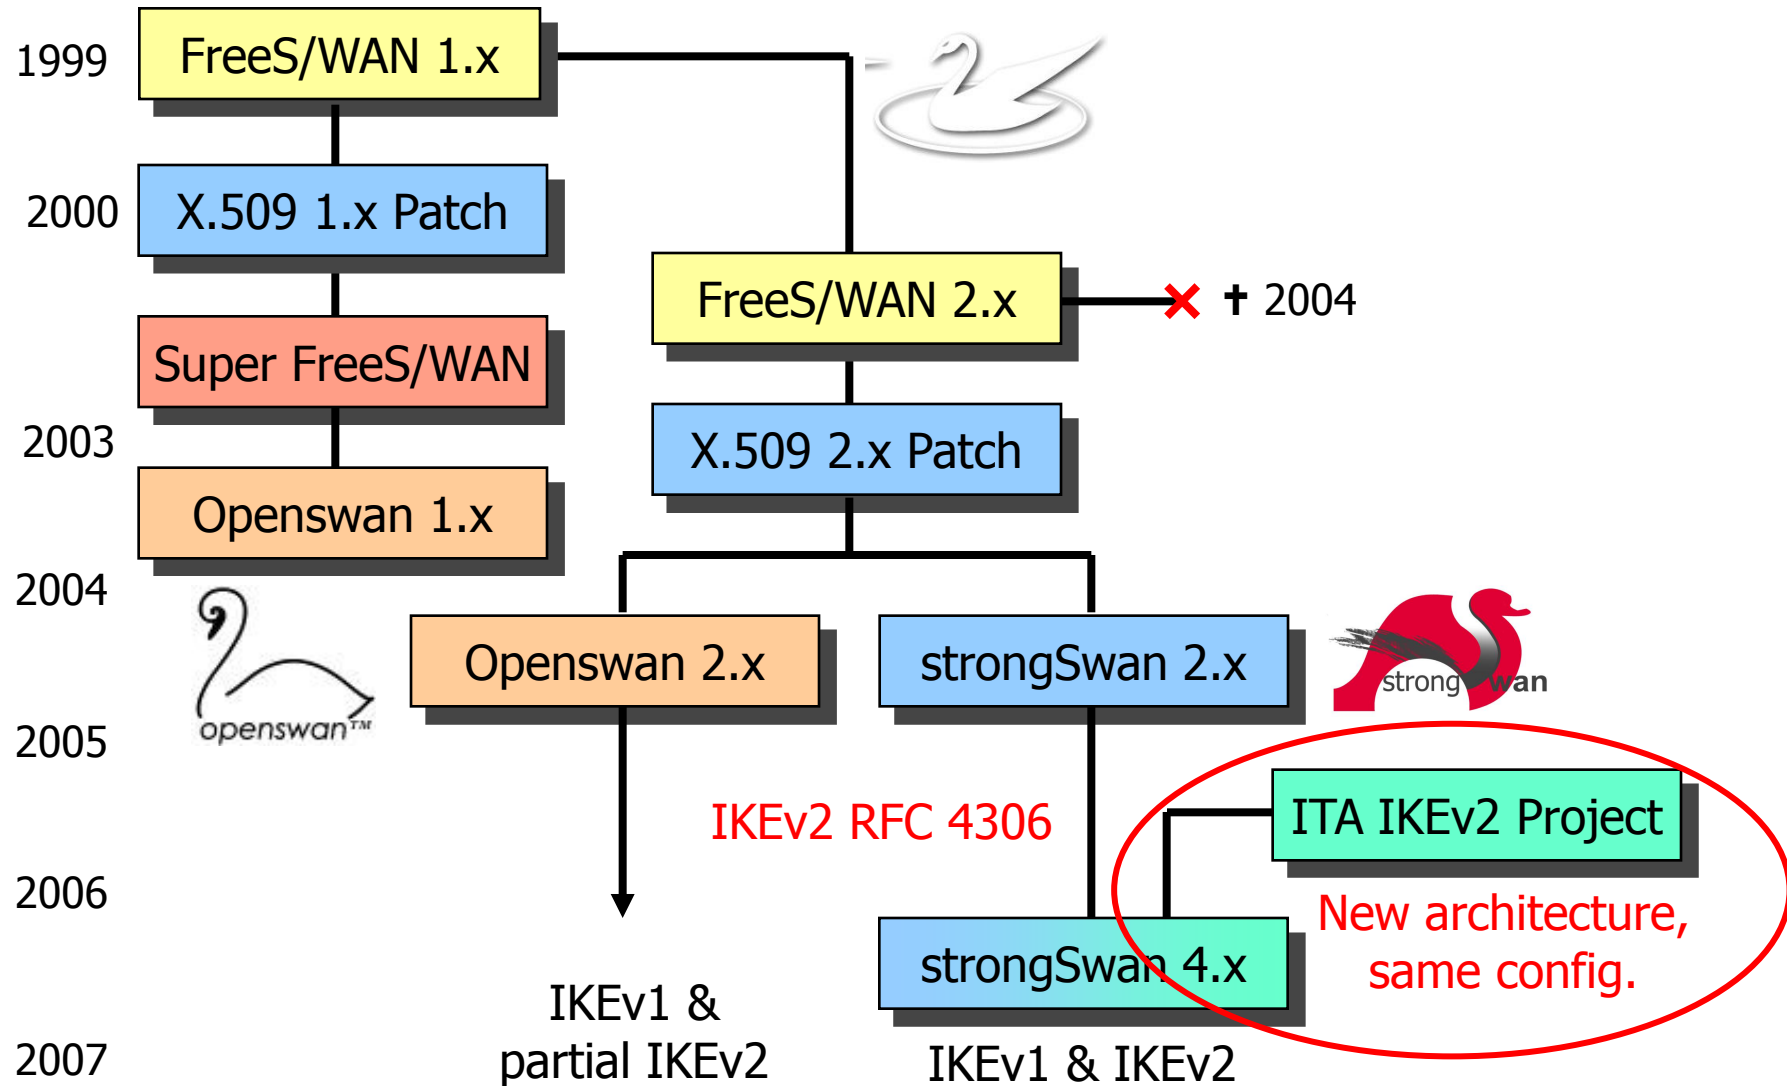 1999
FreeS/WAN 1.x
2000
X.509 1.x Patch
FreeS/WAN 2.x
✝ 2004
Super FreeS/WAN
2003
X.509 2.x Patch
Openswan 1.x
2004
Openswan 2.x
strongSwan 2.x
strongSwan
openswan™
2005
IKEv2 RFC 4306
ITA IKEv2 Project
2006
New architecture,
same config.
strongSwan 4.x
IKEv1 &
partial IKEv2
IKEv1 & IKEv2
2007